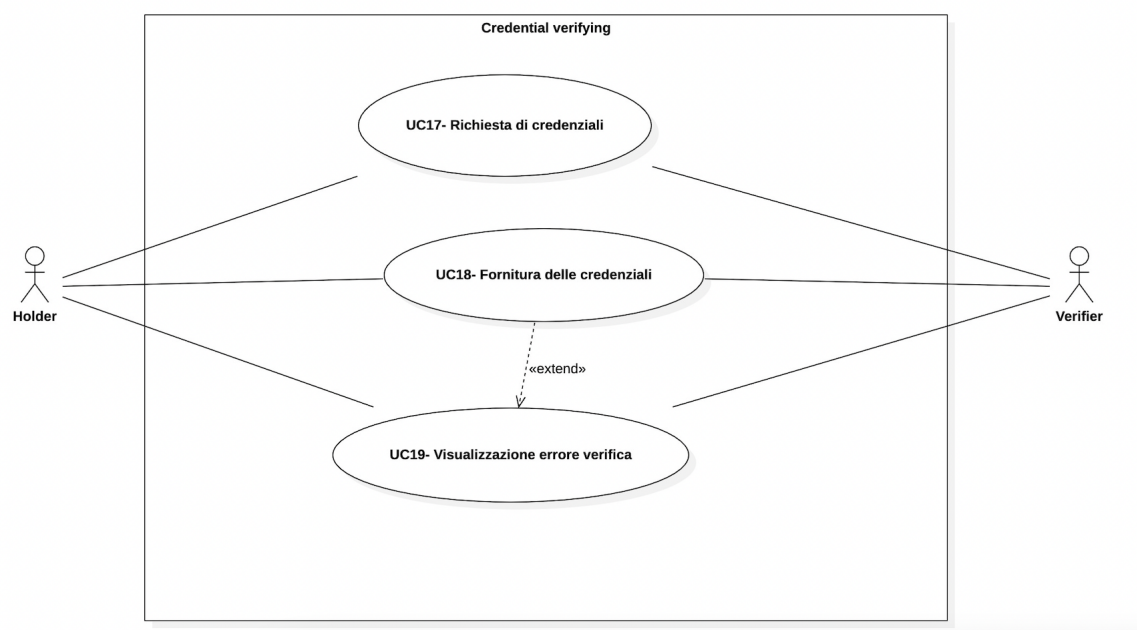 Credential verifying
UC17- Richiesta di credenziali
UC18- Fornitura delle credenziali
Holder
Verifier
«extend»
UC19- Visualizzazione errore verifica